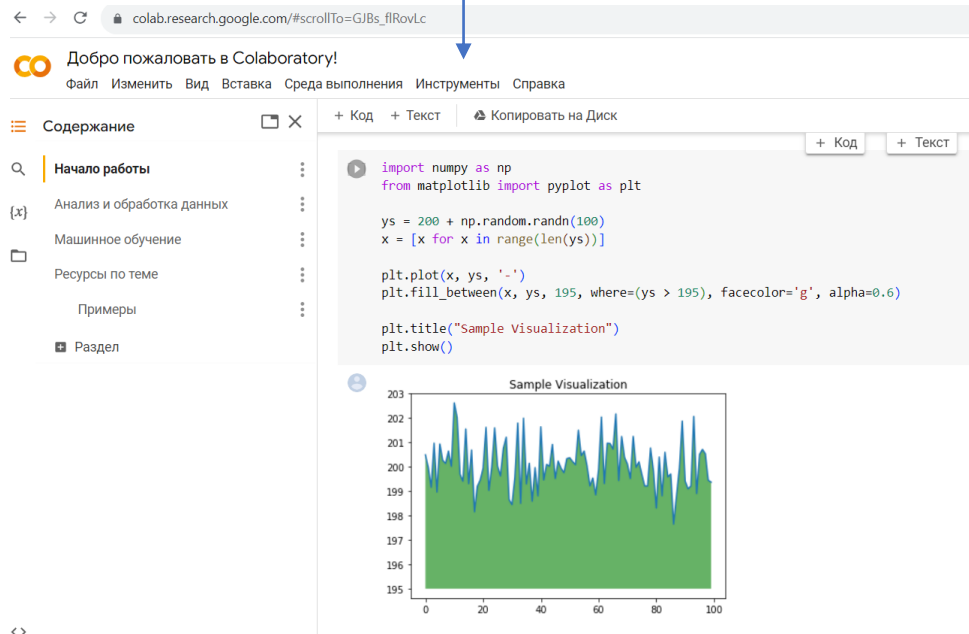 colab.research.google.com/#scrollTo=GJBs_flRovLc
Добро пожаловать в Colaboratory!
Файл Изменить Вид Вставка Среда выполнения Инструменты Справка
Содержание
+ Код + Текст Копировать на Диск
+ Код + Текст
Начало работы
Анализ и обработка данных
{x}
Машинное обучение
Ресурсы по теме
Примеры
Раздел
import numpy as np
from matplotlib import pyplot as plt
ys = 200 + np.random.randn(100)
x = [x for x in range(len(ys))]
plt.plot(x, ys, '-')
plt.fill_between(x, ys, 195, where=(ys > 195), facecolor='g', alpha=0.6)
plt.title("Sample Visualization")
plt.show()
Sample Visualization
203
202
201
200
199
198
197
196
195
0 20 40 60 80 100